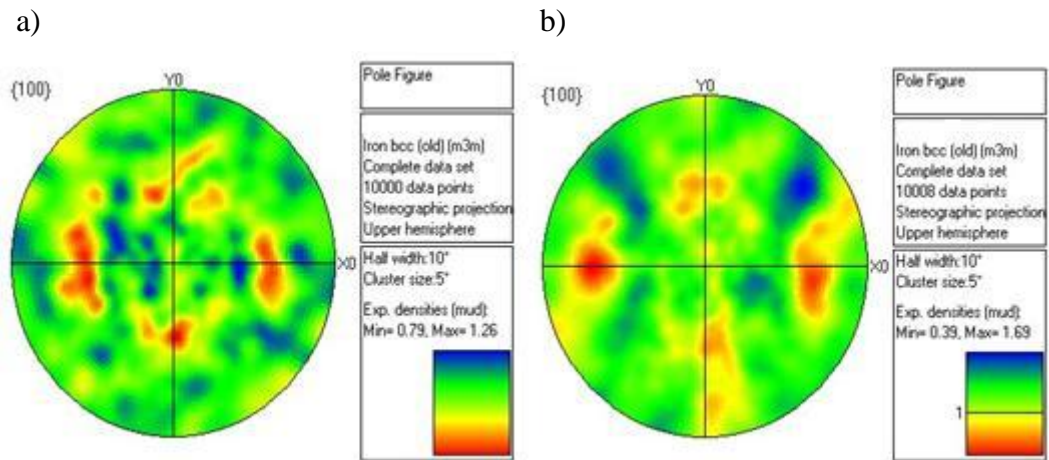 a)
{100}
Y0
X0
Pole Figure
Iron bcc (old) (m3m)
Complete data set
10000 data points
Stereographic projection
Upper hemisphere
Half width:10°
Cluster size:5°
Exp. densities (mud):
Min= 0.79, Max= 1.26
b)
{100}
Y0
X0
Pole Figure
Iron bcc (old) (m3m)
Complete data set
10008 data points
Stereographic projection
Upper hemisphere
Half width:10°
Cluster size:5°
Exp. densities (mud):
Min= 0.39, Max= 1.69
1